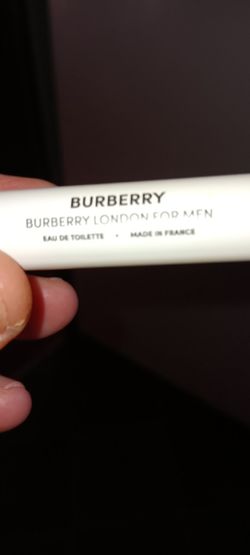 BURBERRY
BURBERRY LONDON FOR MEN
EAU DE TOILETTE • MADE IN FRANCE